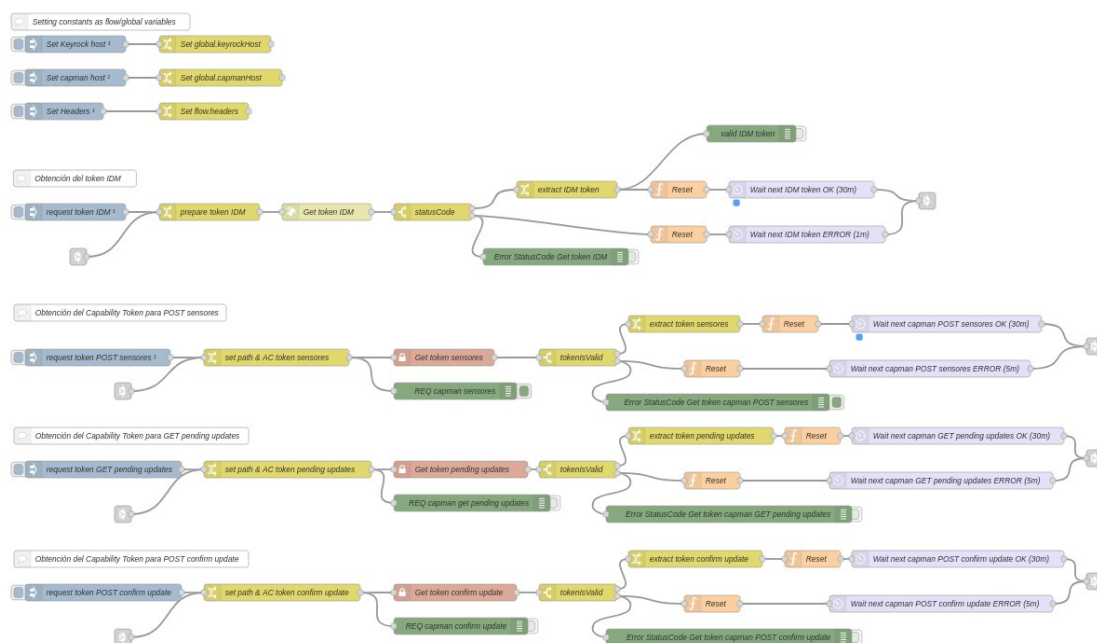 Setting constants as flow/global variables
Set Keyrock host ¹
Set global.keyrockHost
Set capman host ¹
Set global.capmanHost
Set Headers ¹
Set flow.headers
valid IDM token
Obtención del token IDM
extract IDM token
Reset
Wait next IDM token OK (30m)
request token IDM ¹
prepare token IDM
Get token IDM
statusCode
Reset
Wait next IDM token ERROR (1m)
Error StatusCode Get token IDM
Obtención del Capability Token para POST sensores
extract token sensores
Reset
Wait next capman POST sensores OK (30m)
request token POST sensores ¹
set path & AC token sensores
Get token sensores
tokenIsValid
Reset
Wait next capman POST sensores ERROR (5m)
REQ capman sensores
Error StatusCode Get token capman POST sensores
Obtención del Capability Token para GET pending updates
extract token pending updates
Reset
Wait next capman GET pending updates OK (30m)
request token GET pending updates
set path & AC token pending updates
Get token pending updates
tokenIsValid
Reset
Wait next capman GET pending updates ERROR (5m)
REQ capman get pending updates
Error StatusCode Get token capman GET pending updates
Obtención del Capability Token para POST confirm update
extract token confirm update
Reset
Wait next capman POST confirm update OK (30m)
request token POST confirm update
set path & AC token confirm update
Get token confirm update
tokenIsValid
Reset
Wait next capman POST confirm update ERROR (5m)
REQ capman confirm update
Error StatusCode Get token capman POST confirm update